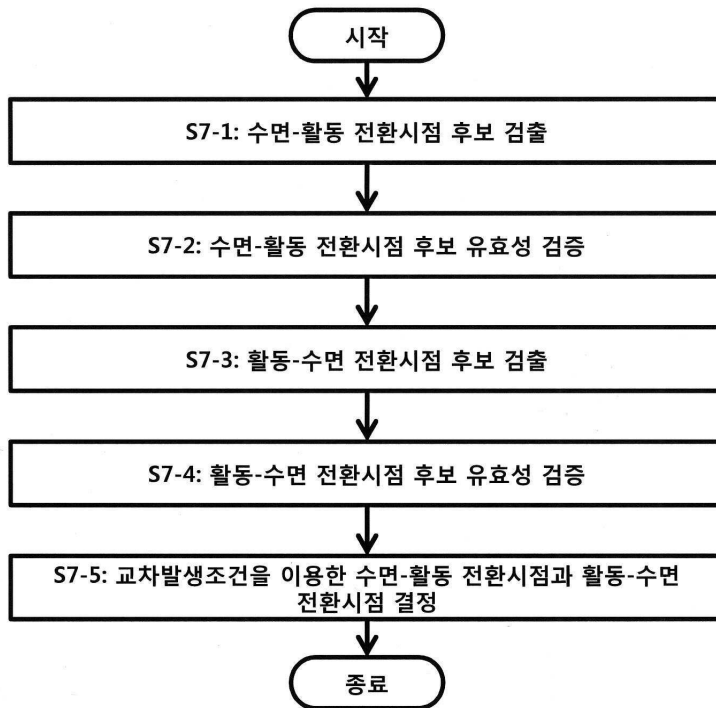 시작
S7-1: 수면-활동 전환시점 후보 검출
S7-2: 수면-활동 전환시점 후보 유효성 검증
S7-3: 활동-수면 전환시점 후보 검출
S7-4: 활동-수면 전환시점 후보 유효성 검증
S7-5: 교차발생조건을 이용한 수면-활동 전환시점과 활동-수면
전환시점 결정
종료